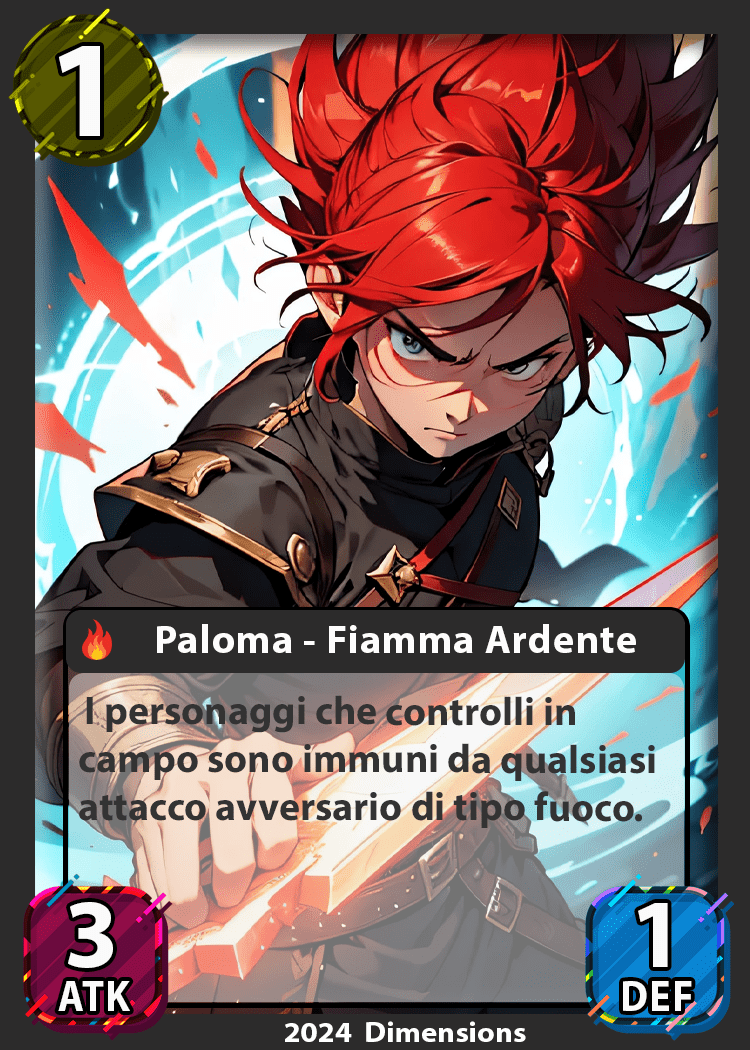 1
Paloma - Fiamma Ardente
I personaggi che controlli in
campo sono immuni da qualsiasi
attacco avversario di tipo fuoco.
3
ATK
1
DEF
2024 Dimensions